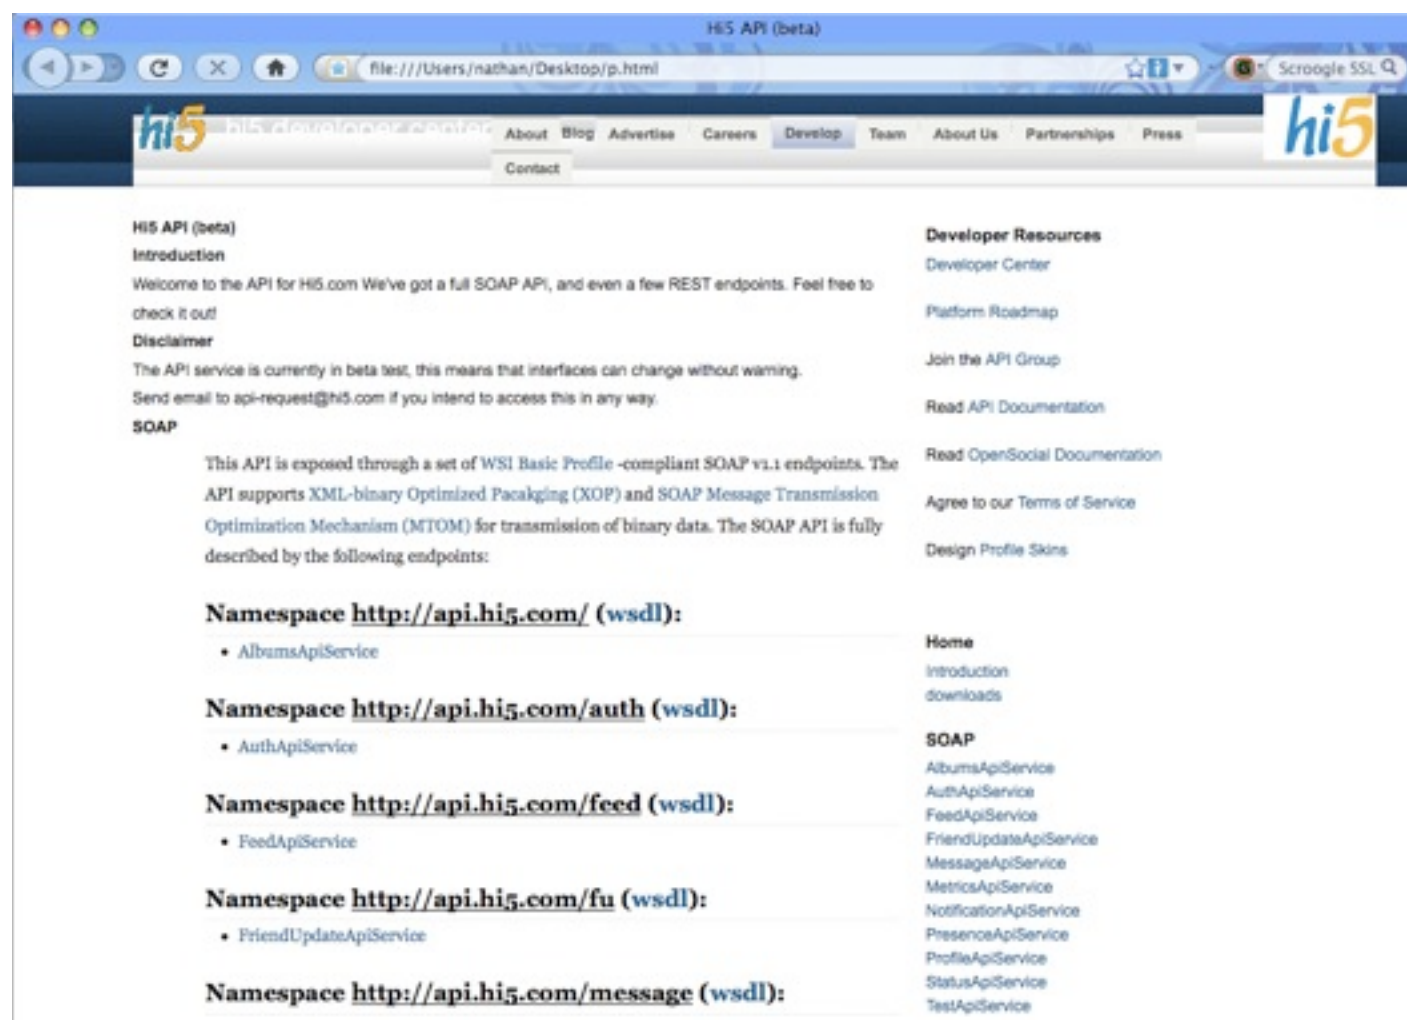 Hi5 API (beta)
file:///Users/nathan/Desktop/p.html
Scroogle SSL
hi5 hi5 developer center
About Blog Advertise Careers Develop Team About Us Partnerships Press
Contact
hi5
Hi5 API (beta)
Introduction
Welcome to the API for Hi5.com We've got a full SOAP API, and even a few REST endpoints. Feel free to
check it out!
Disclaimer
The API service is currently in beta test, this means that interfaces can change without warning.
Send email to api-request@hi5.com if you intend to access this in any way.
SOAP
This API is exposed through a set of WSI Basic Profile -compliant SOAP v1.1 endpoints. The
API supports XML-binary Optimized Pacakging (XOP) and SOAP Message Transmission
Optimization Mechanism (MTOM) for transmission of binary data. The SOAP API is fully
described by the following endpoints:
Namespace http://api.hi5.com/ (wsdl):
• AlbumsApiService
Namespace http://api.hi5.com/auth (wsdl):
• AuthApiService
Namespace http://api.hi5.com/feed (wsdl):
• FeedApiService
Namespace http://api.hi5.com/fu (wsdl):
• FriendUpdateApiService
Namespace http://api.hi5.com/message (wsdl):
Developer Resources
Developer Center
Platform Roadmap
Join the API Group
Read API Documentation
Read OpenSocial Documentation
Agree to our Terms of Service
Design Profile Skins
Home
Introduction
downloads
SOAP
AlbumsApiService
AuthApiService
FeedApiService
FriendUpdateApiService
MessageApiService
MetricsApiService
NotificationApiService
PresenceApiService
ProfileApiService
StatusApiService
TestApiService